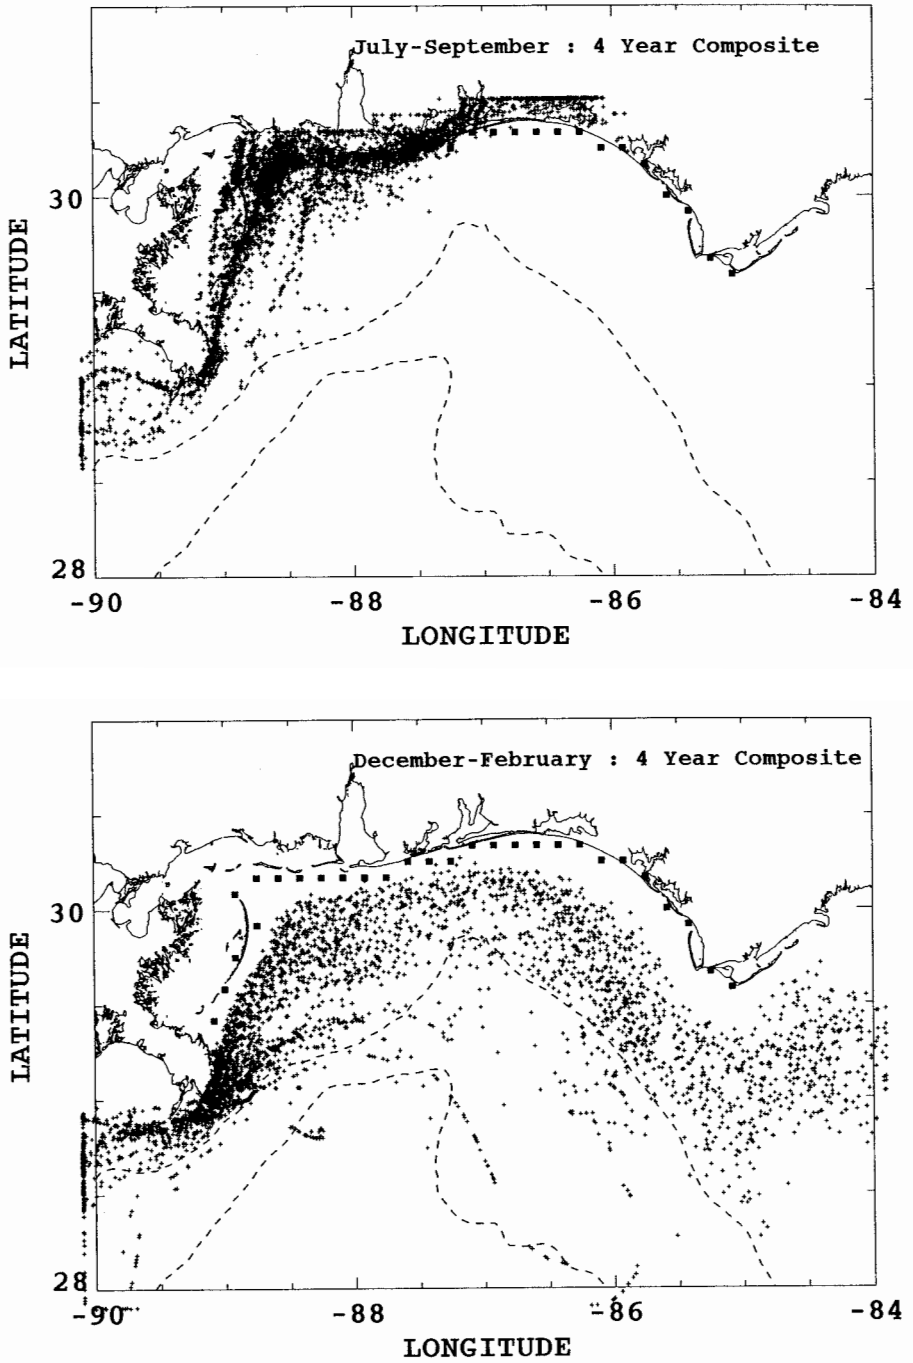 July-September : 4 Year Composite
30
LATITUDE
28
-90
-88
-86
-84
LONGITUDE
December-February : 4 Year Composite
30
LATITUDE
28
-90
-88
-86
-84
LONGITUDE